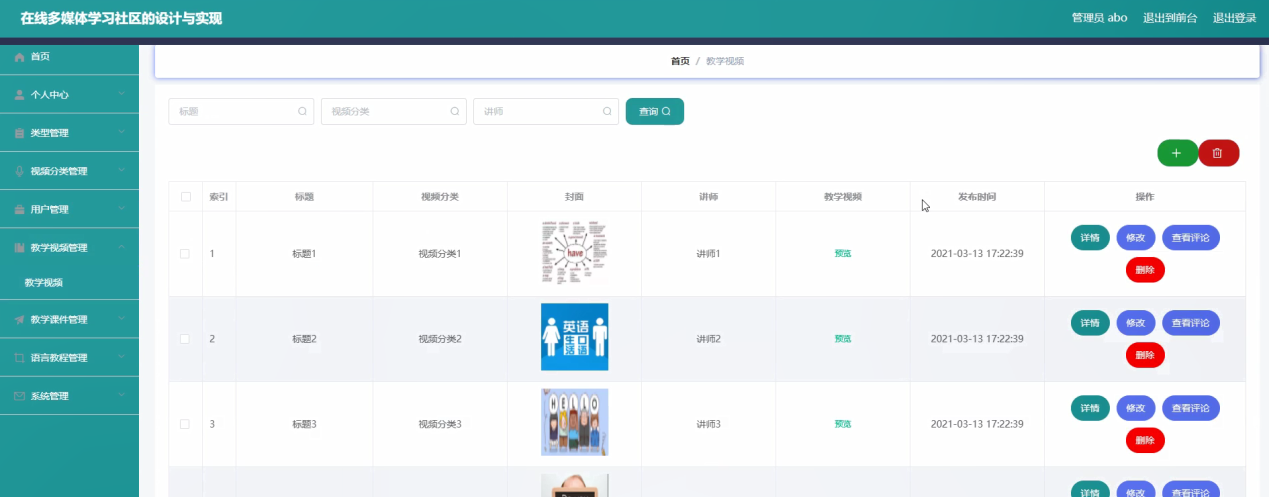 在线多媒体学习社区的设计与实现
管理员 abo 退出到前台 退出登录
首页
个人中心
类型管理
视频分类管理
用户管理
教学视频管理
教学视频
教学课件管理
语言教程管理
系统管理
首页 / 教学视频
标题 视频分类 讲师 查询
索引 标题 视频分类 封面 讲师 教学视频 发布时间 操作
1 标题1 视频分类1 have 讲师1 预览 2021-03-13 17:22:39 详情 修改 查看评论
删除
2 标题2 视频分类2 英语生活口语 讲师2 预览 2021-03-13 17:22:39 详情 修改 查看评论
删除
3 标题3 视频分类3 HELLO 讲师3 预览 2021-03-13 17:22:39 详情 修改 查看评论
删除
详情 修改 查看评论